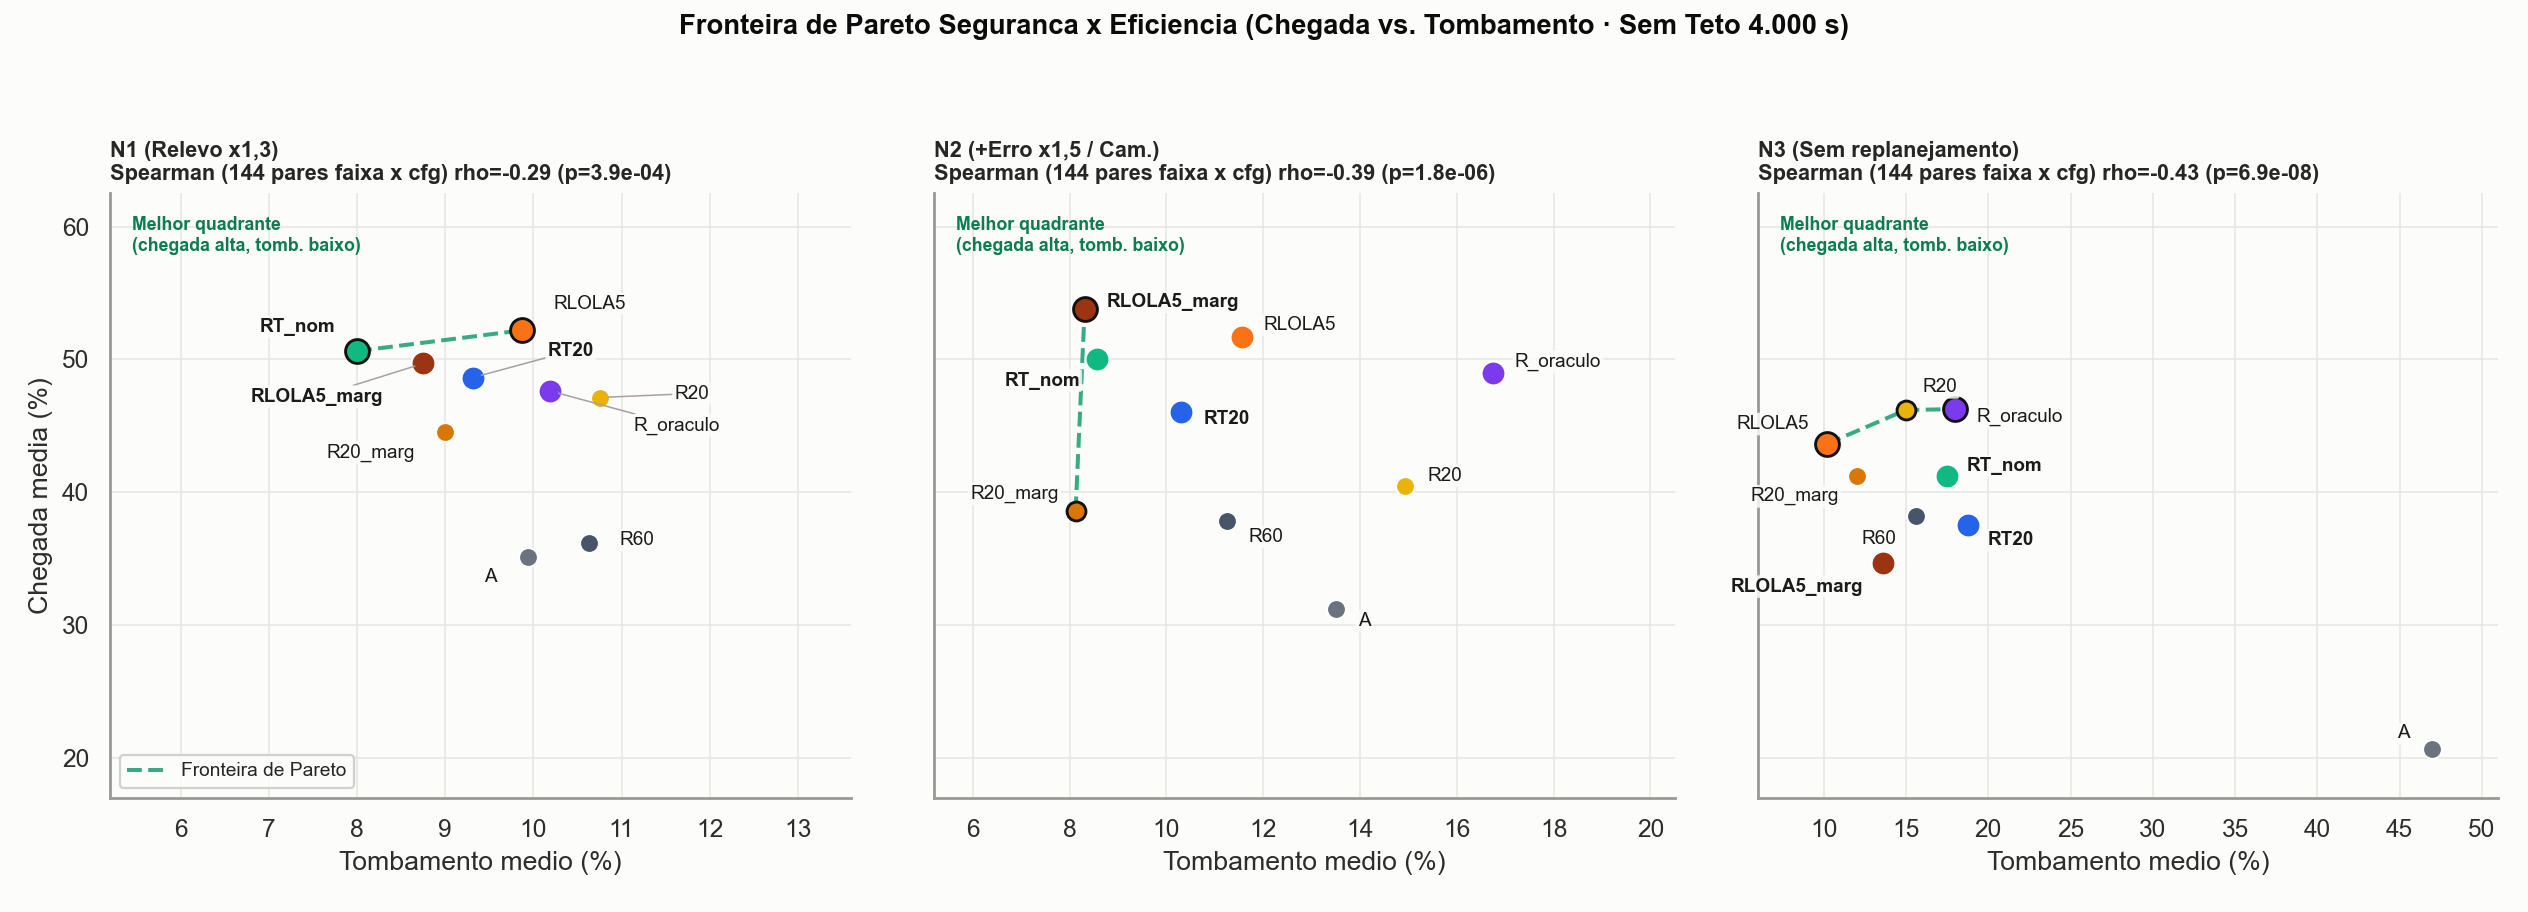 Fronteira de Pareto Seguranca x Eficiencia (Chegada vs. Tombamento · Sem Teto 4.000 s)
N1 (Relevo x1,3)
Spearman (144 pares faixa x cfg) rho=-0.29 (p=3.9e-04)
Melhor quadrante
(chegada alta, tomb. baixo)
RLOLA5
RT_nom
RT20
RLOLA5_marg
R20
R_oraculo
R20_marg
R60
A
Fronteira de Pareto
Chegada media (%)
60
50
40
30
20
6 7 8 9 10 11 12 13
Tombamento medio (%)
N2 (+Erro x1,5 / Cam.)
Spearman (144 pares faixa x cfg) rho=-0.39 (p=1.8e-06)
Melhor quadrante
(chegada alta, tomb. baixo)
RLOLA5_marg
RLOLA5
R_oraculo
RT_nom
RT20
R20
R20_marg
R60
A
6 8 10 12 14 16 18 20
Tombamento medio (%)
N3 (Sem replanejamento)
Spearman (144 pares faixa x cfg) rho=-0.43 (p=6.9e-08)
Melhor quadrante
(chegada alta, tomb. baixo)
R20
RLOLA5
R_oraculo
RT_nom
R20_marg
R60
RT20
RLOLA5_marg
A
10 15 20 25 30 35 40 45 50
Tombamento medio (%)